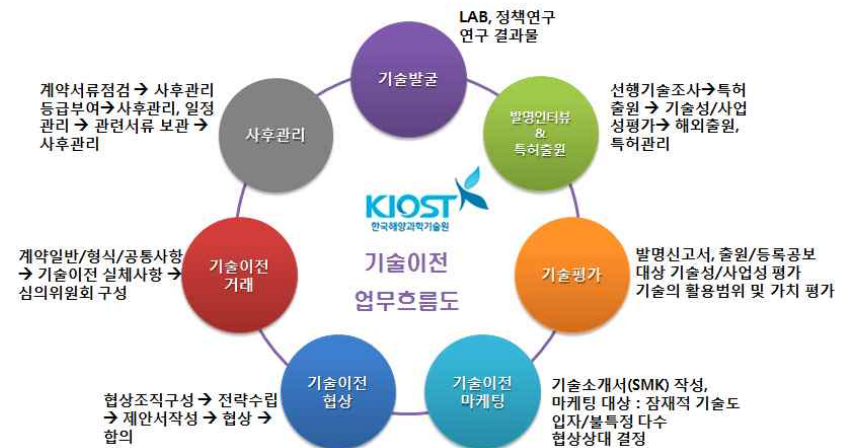 LAB, 정책연구
연구 결과물
기술발굴
선행기술조사→특허
출원 → 기술성/사업
성평가→ 해외출원,
특허관리
발명인터뷰
&
특허출원
발명신고서, 출원/등록공보
대상 기술성/사업성 평가
기술의 활용범위 및 가치 평가
기술평가
기술소개서(SMK) 작성,
마케팅 대상 : 잠재적 기술도
입자/불특정 다수
협상상대 결정
기술이전
마케팅
기술이전
협상
협상조직구성 → 전략수립
→ 제안서작성 → 협상 →
합의
기술이전
거래
계약일반/형식/공통사항
→ 기술이전 실체사항 →
심의위원회 구성
사후관리
계약서류점검 → 사후관리
등급부여→사후관리, 일정
관리 → 관련서류 보관 →
사후관리
KIOST
한국해양과학기술원
기술이전
업무흐름도